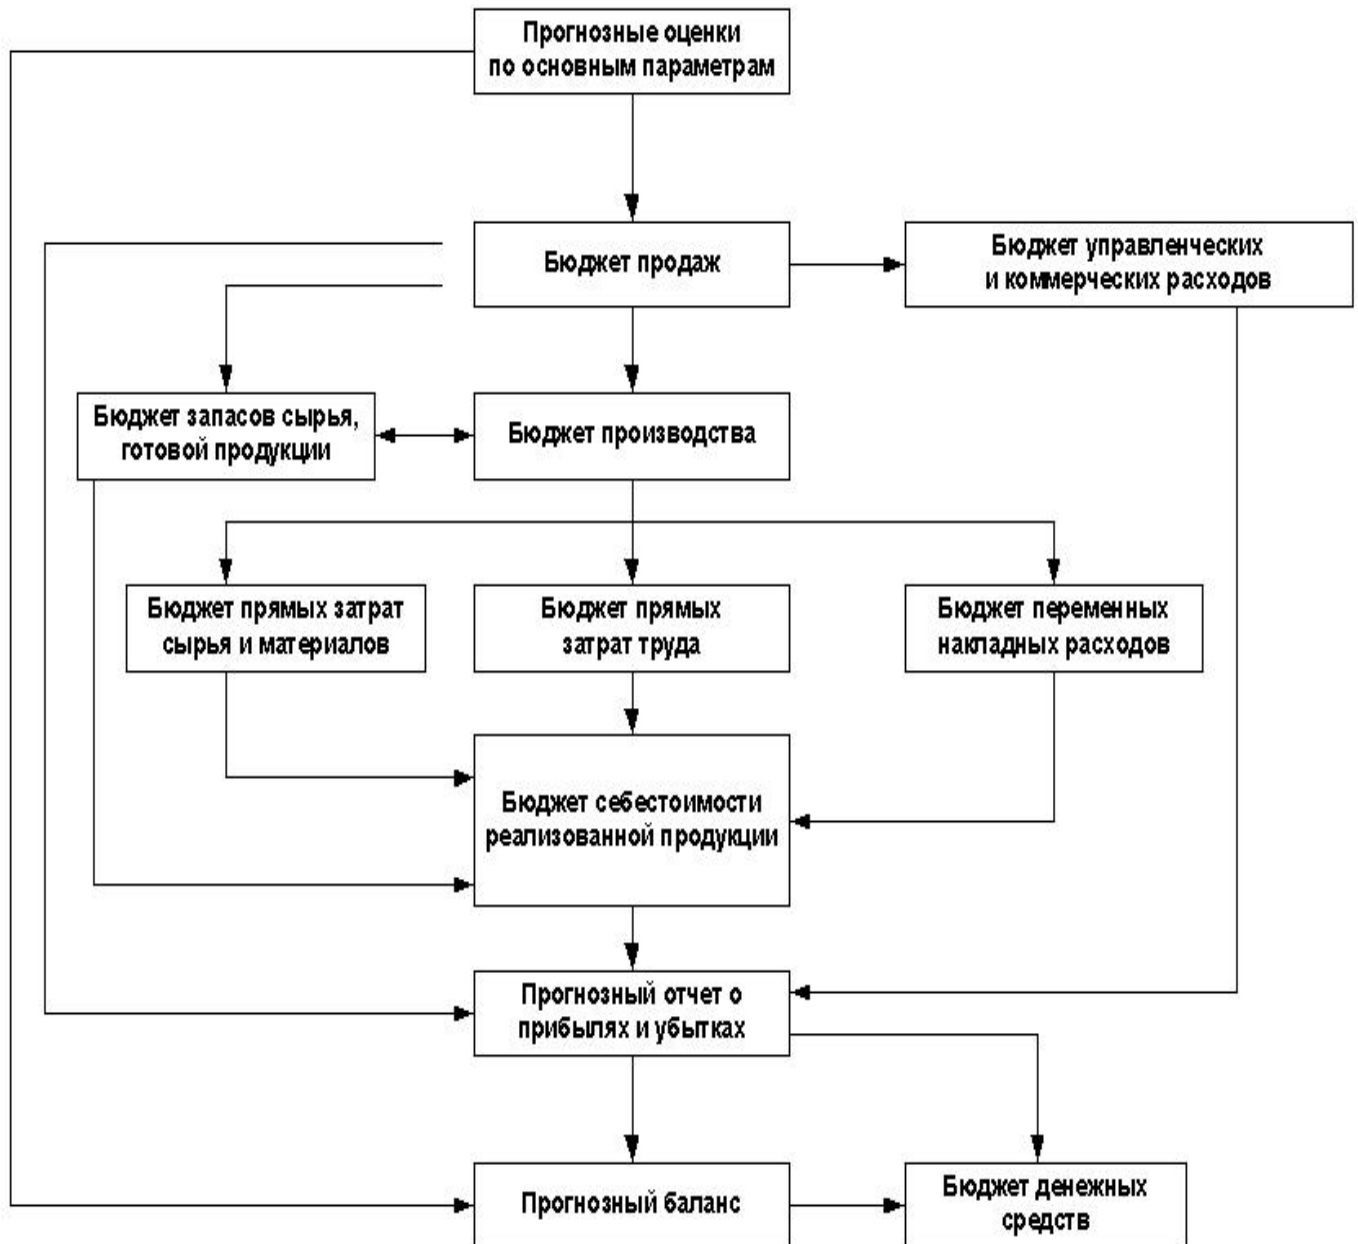 Прогнозные оценки
по основным параметрам
Бюджет продаж
Бюджет управленческих
и коммерческих расходов
Бюджет запасов сырья,
готовой продукции
Бюджет производства
Бюджет прямых затрат
сырья и материалов
Бюджет прямых
затрат труда
Бюджет переменных
накладных расходов
Бюджет себестоимости
реализованной продукции
Прогнозный отчет о
прибылях и убытках
Прогнозный баланс
Бюджет денежных
средств